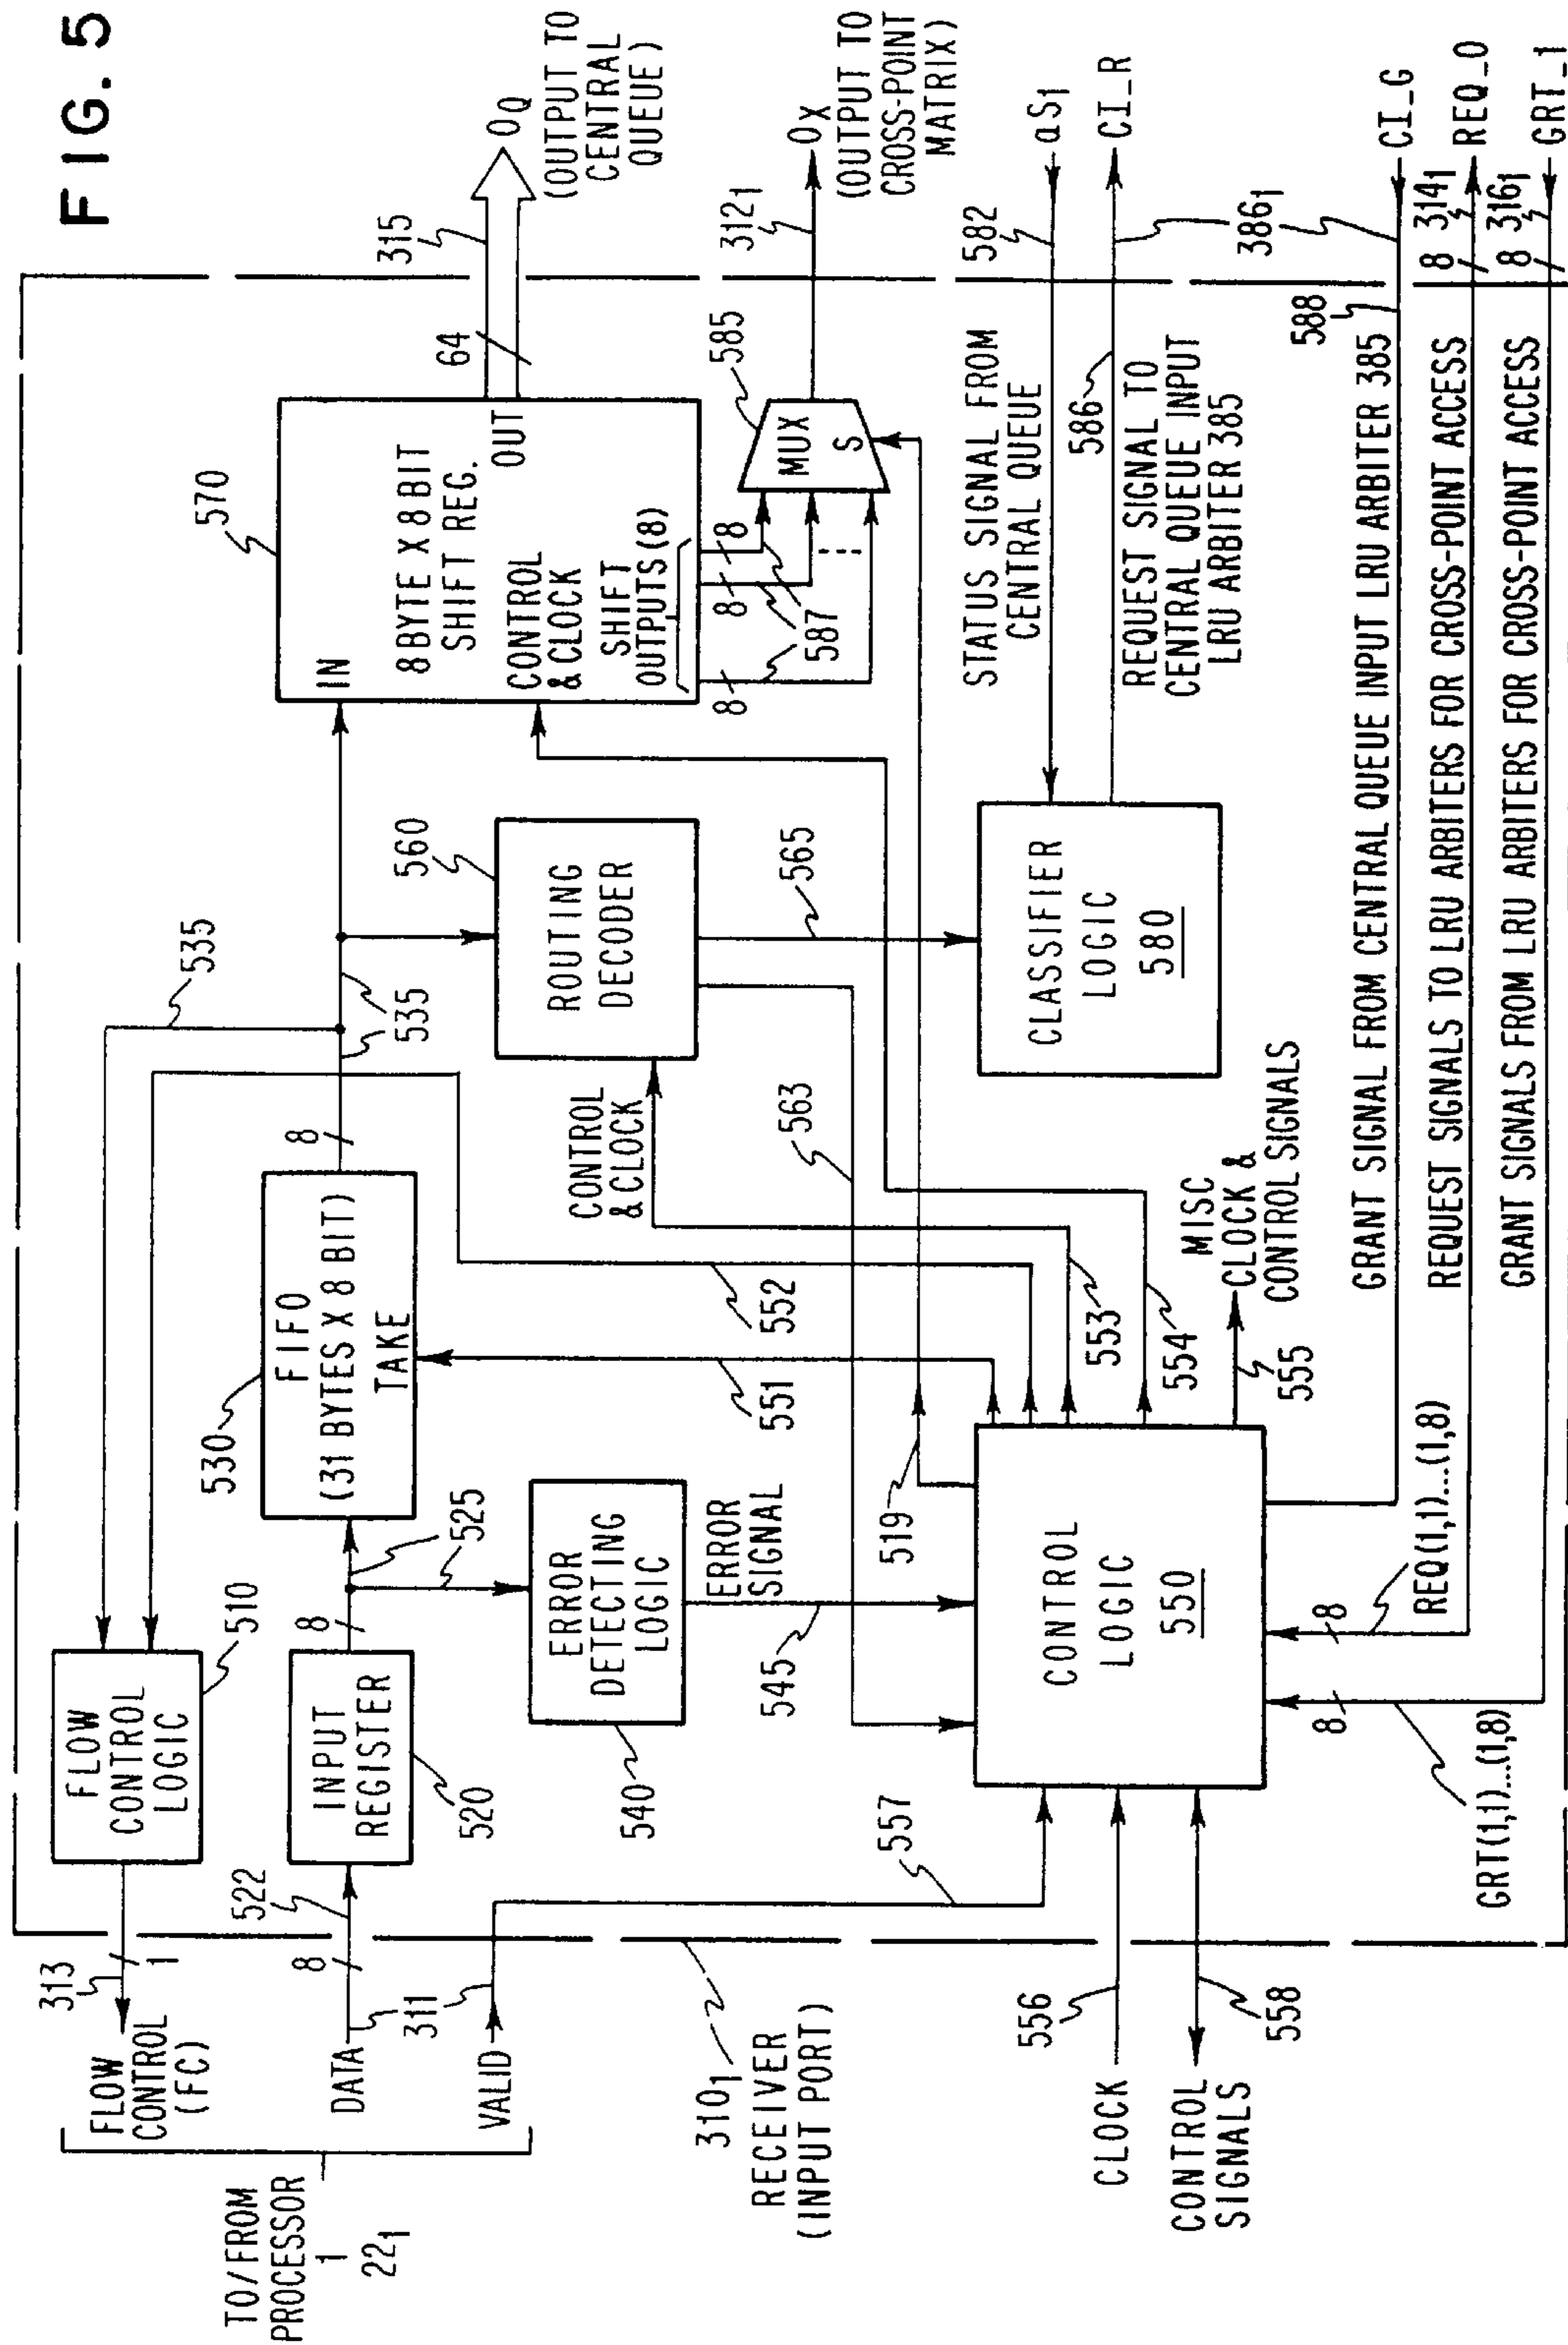 FIG. 5
TO/FROM
PROCESSOR
1
22₁
FLOW
CONTROL
(FC)
313
1
DATA
311
8
522
VALID
310₁
RECEIVER
(INPUT PORT)
CLOCK
556
CONTROL
SIGNALS
558
557
FLOW
CONTROL
LOGIC
510
INPUT
REGISTER
520
8
525
ERROR
DETECTING
LOGIC
540
ERROR
SIGNAL
545
530
FIFO
(31 BYTES X 8 BIT)
TAKE
8
535
535
551
552
CONTROL
& CLOCK
553
554
563
519
CONTROL
LOGIC
550
MISC
CLOCK &
CONTROL SIGNALS
555
560
ROUTING
DECODER
565
CLASSIFIER
LOGIC
580
570
IN
8 BYTE X 8 BIT
SHIFT REG.
OUT
CONTROL
& CLOCK
SHIFT
OUTPUTS (8)
8
8
8
587
MUX
S
585
64
315
O_Q
(OUTPUT TO
CENTRAL
QUEUE)
312₁
O_X
(OUTPUT TO
CROSS-POINT
MATRIX)
STATUS SIGNAL FROM
CENTRAL QUEUE
582
aS₁
586
REQUEST SIGNAL TO
CENTRAL QUEUE INPUT
LRU ARBITER 385
CI_R
386₁
GRANT SIGNAL FROM CENTRAL QUEUE INPUT LRU ARBITER 385
588
CI_G
REQUEST SIGNALS TO LRU ARBITERS FOR CROSS-POINT ACCESS
8
314₁
REQ_O
GRANT SIGNALS FROM LRU ARBITERS FOR CROSS-POINT ACCESS
8
316₁
GRT_1
8
REQ(1,1)...(1,8)
8
GRT(1,1)...(1,8)